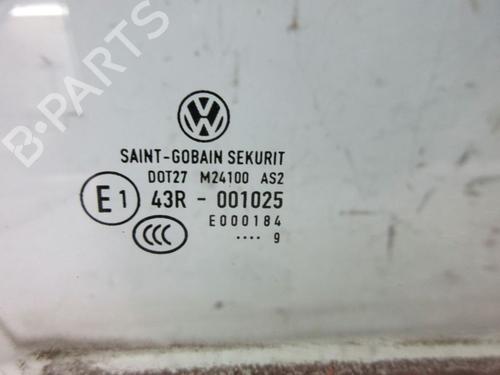 B-PARTS
VW
SAINT-GOBAIN SEKURIT
DOT27 M24100 AS2
E1 43R - 001025
E000184
CCC .... 9